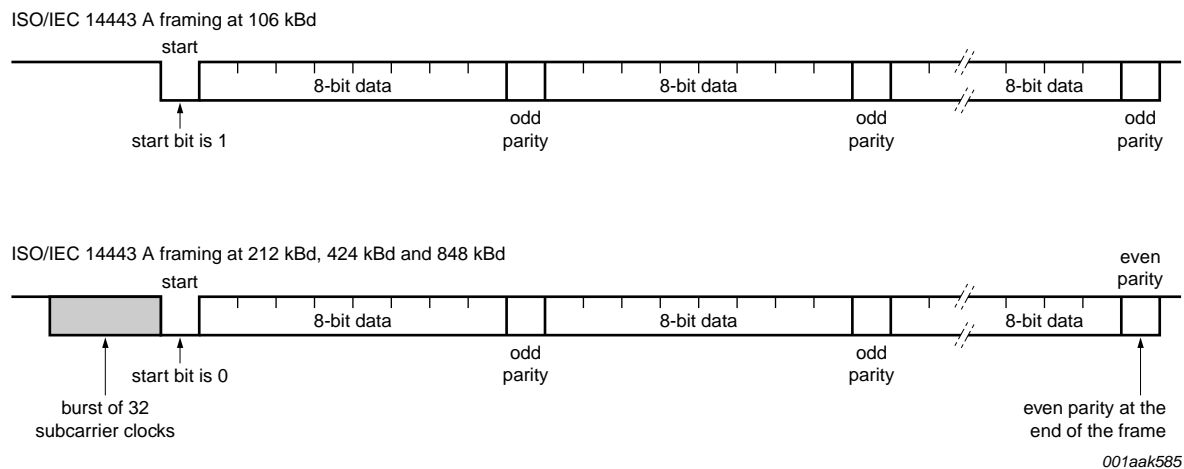 ISO/IEC 14443 A framing at 106 kBd
start
8-bit data
8-bit data
8-bit data
start bit is 1
odd
parity
odd
parity
odd
parity
ISO/IEC 14443 A framing at 212 kBd, 424 kBd and 848 kBd
start
even
parity
8-bit data
8-bit data
8-bit data
start bit is 0
odd
parity
odd
parity
burst of 32
subcarrier clocks
even parity at the
end of the frame
001aak585